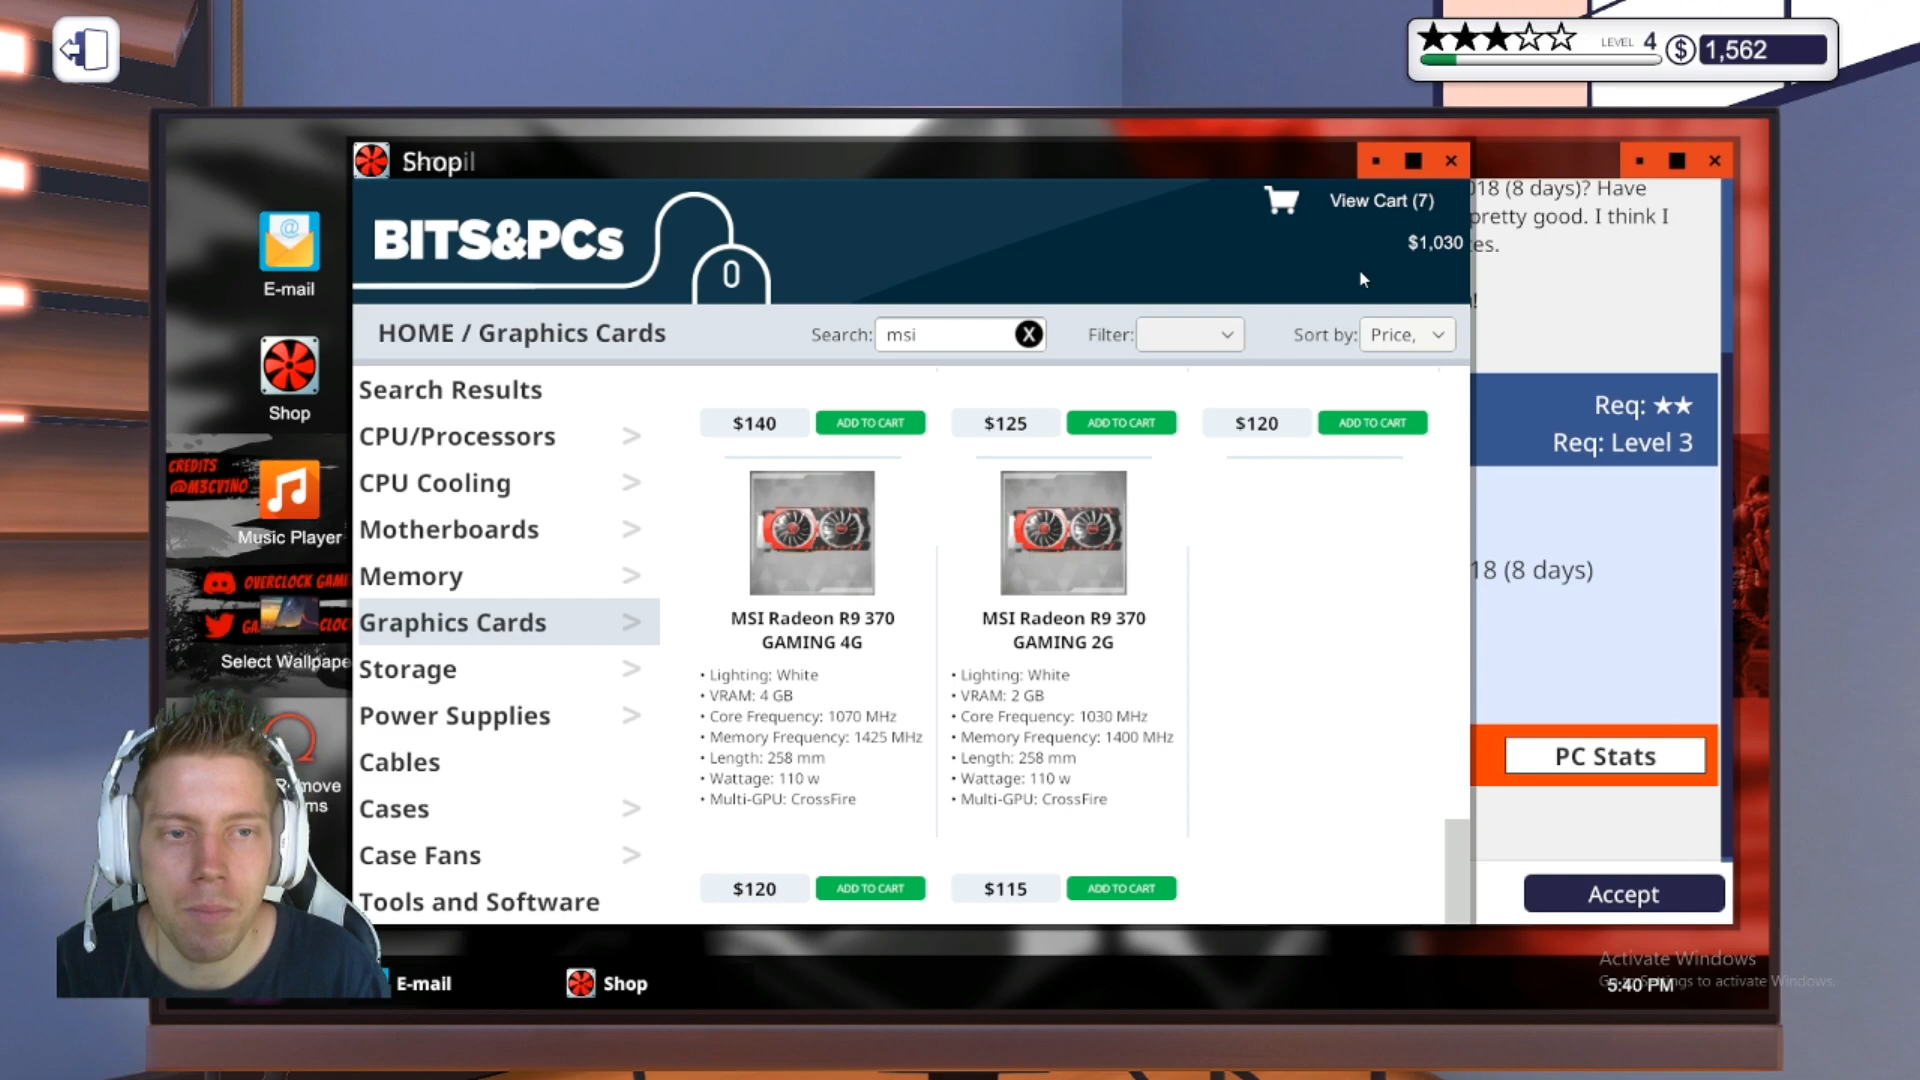 LEVEL 4
$ 1,562
Shop
BITS&PCs
View Cart (7)
$1,030
HOME / Graphics Cards
Search: msi X
Filter:
Sort by: Price,
Search Results
CPU/Processors >
CPU Cooling >
Motherboards >
Memory >
Graphics Cards >
Storage >
Power Supplies >
Cables
Cases >
Case Fans >
Tools and Software
$140 ADD TO CART
$125 ADD TO CART
$120 ADD TO CART
MSI Radeon R9 370
GAMING 4G
• Lighting: White
• VRAM: 4 GB
• Core Frequency: 1070 MHz
• Memory Frequency: 1425 MHz
• Length: 258 mm
• Wattage: 110 w
• Multi-GPU: CrossFire
$120 ADD TO CART
MSI Radeon R9 370
GAMING 2G
• Lighting: White
• VRAM: 2 GB
• Core Frequency: 1030 MHz
• Memory Frequency: 1400 MHz
• Length: 258 mm
• Wattage: 110 w
• Multi-GPU: CrossFire
$115 ADD TO CART
018 (8 days)? Have
pretty good. I think I
Req: ★★
Req: Level 3
18 (8 days)
PC Stats
Accept
E-mail
Shop
CREDITS
@M3CV1NO
Music Player
OVERCLOCK GAMI
Select Wallpape
E-mail
Shop
Activate Windows
5:40 PM